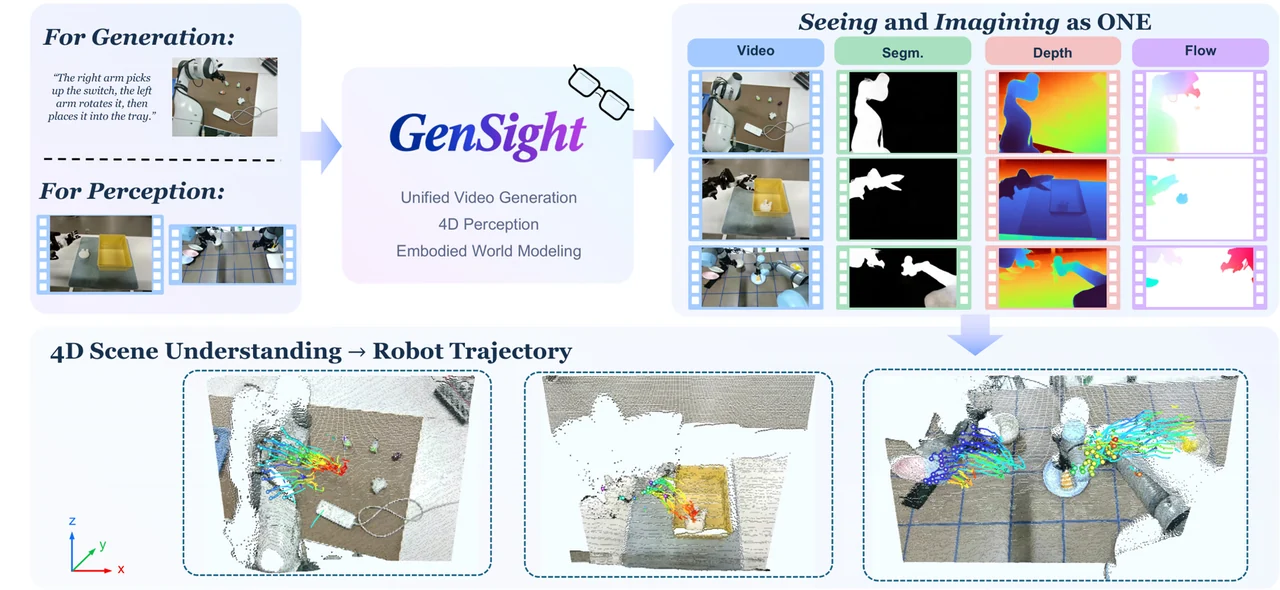 For Generation:
“The right arm picks
up the switch, the left
arm rotates it, then
places it into the tray.”
For Perception:
GenSight
Unified Video Generation
4D Perception
Embodied World Modeling
Seeing and Imagining as ONE
Video
Segm.
Depth
Flow
4D Scene Understanding → Robot Trajectory
z
y
x